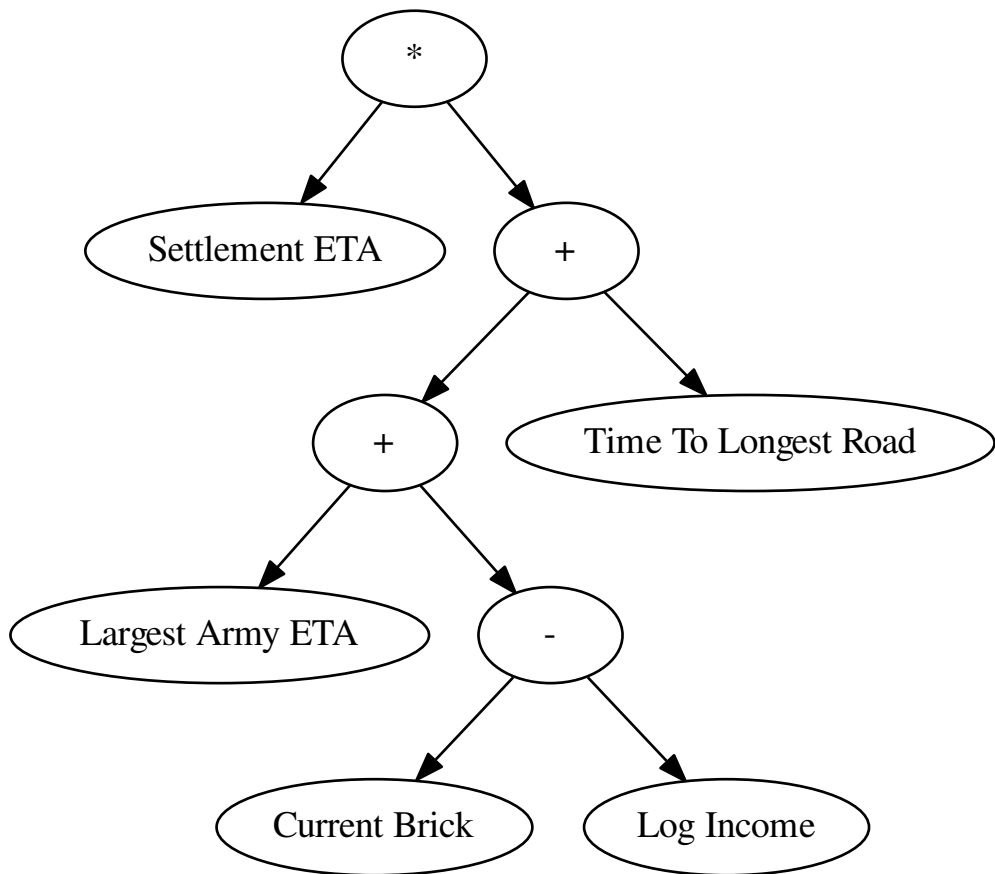 *
Settlement ETA
+
+
Time To Longest Road
Largest Army ETA
-
Current Brick
Log Income